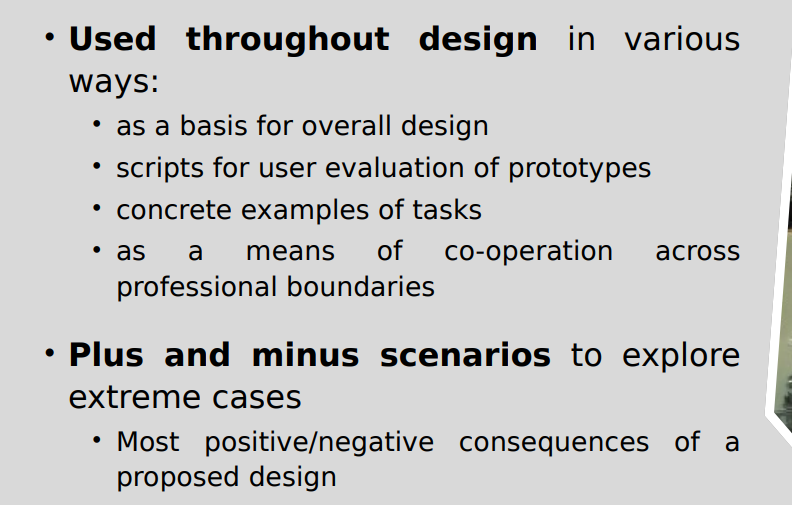 • Used throughout design in various
ways:
• as a basis for overall design
• scripts for user evaluation of prototypes
• concrete examples of tasks
• as a means of co-operation across
professional boundaries
• Plus and minus scenarios to explore
extreme cases
• Most positive/negative consequences of a
proposed design